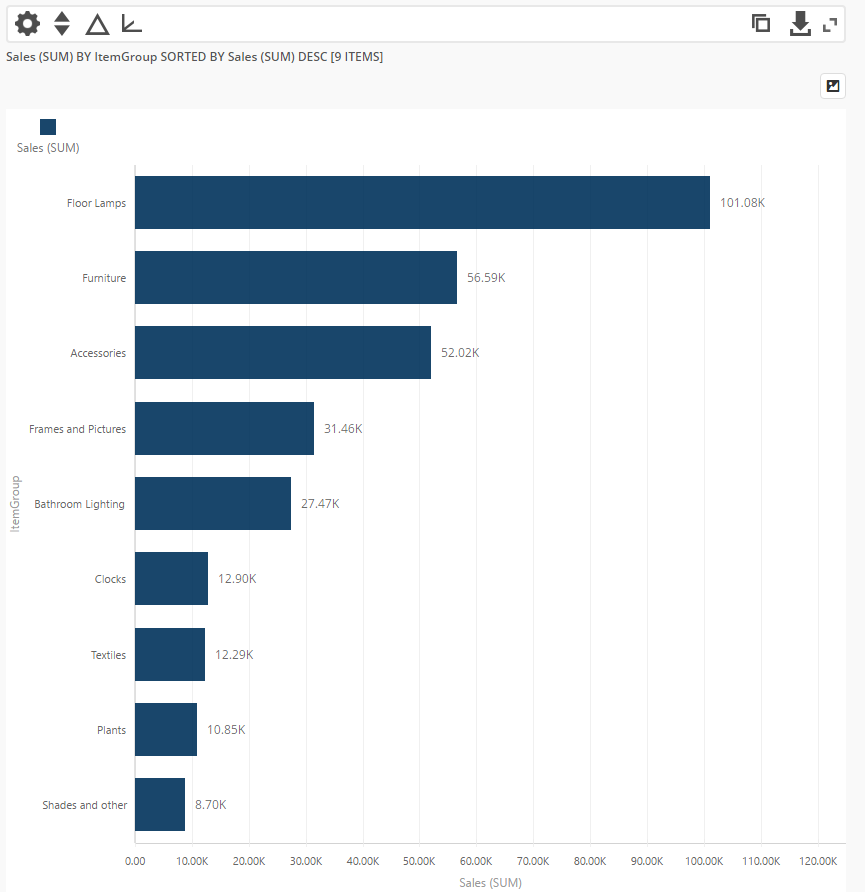 Sales (SUM) BY ItemGroup SORTED BY Sales (SUM) DESC [9 ITEMS]
Sales (SUM)
Floor Lamps 101.08K
Furniture 56.59K
Accessories 52.02K
Frames and Pictures 31.46K
Bathroom Lighting 27.47K
Clocks 12.90K
Textiles 12.29K
Plants 10.85K
Shades and other 8.70K
ItemGroup
0.00 10.00K 20.00K 30.00K 40.00K 50.00K 60.00K 70.00K 80.00K 90.00K 100.00K 110.00K 120.00K
Sales (SUM)